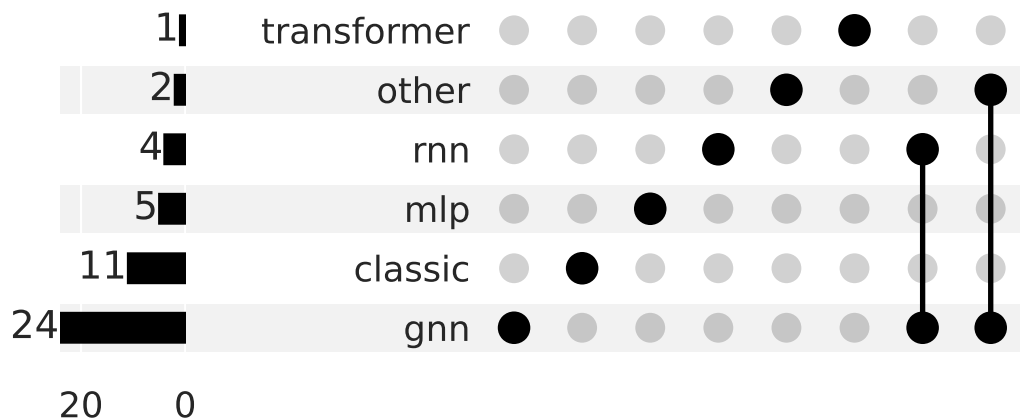 1 transformer
2 other
4 rnn
5 mlp
11 classic
24 gnn
20 0